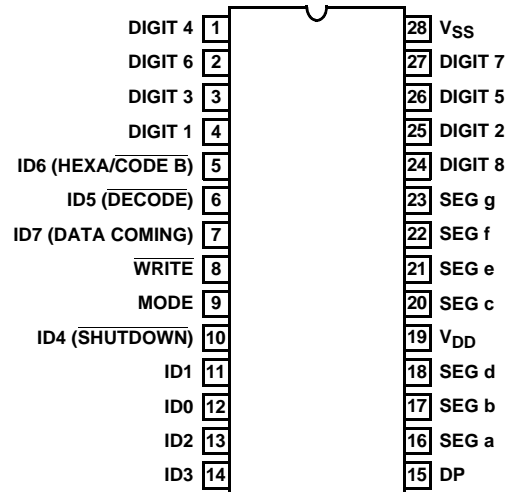 DIGIT 4 1 28 VSS
DIGIT 6 2 27 DIGIT 7
DIGIT 3 3 26 DIGIT 5
DIGIT 1 4 25 DIGIT 2
ID6 (HEXA/CODE B) 5 24 DIGIT 8
ID5 (DECODE) 6 23 SEG g
ID7 (DATA COMING) 7 22 SEG f
WRITE 8 21 SEG e
MODE 9 20 SEG c
ID4 (SHUTDOWN) 10 19 VDD
ID1 11 18 SEG d
ID0 12 17 SEG b
ID2 13 16 SEG a
ID3 14 15 DP